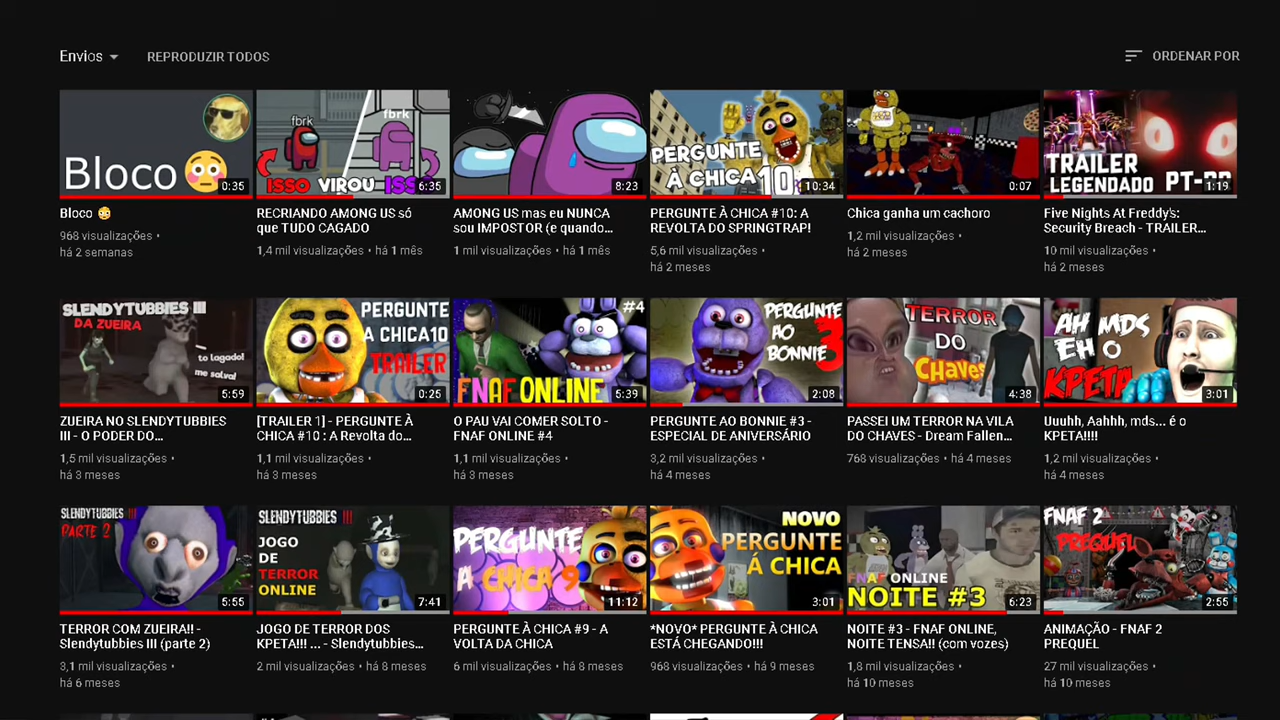 Envios
REPRODUZIR TODOS
ORDENAR POR
Bloco
0:35
fbrk
fbrk
ISSO VIROU ISS
6:35
8:23
PERGUNTE
À CHICA 10
10:34
0:07
TRAILER
LEGENDADO PT-BR
1:19
Bloco
968 visualizações •
há 2 semanas
RECRIANDO AMONG US só
que TUDO CAGADO
1,4 mil visualizações • há 1 mês
AMONG US mas eu NUNCA
sou IMPOSTOR (e quando...
1 mil visualizações • há 1 mês
PERGUNTE À CHICA #10: A
REVOLTA DO SPRINGTRAP!
5,6 mil visualizações •
há 2 meses
Chica ganha um cachoro
1,2 mil visualizações •
há 2 meses
Five Nights At Freddy's:
Security Breach - TRAILER...
10 mil visualizações •
há 2 meses
SLENDYTUBBIES III
DA ZUEIRA
to lagado!
me salva!
5:59
PERGUNTE
A CHICA10
TRAILER
0:25
#4
FNAF ONLINE
5:39
PERGUNTE
AO
BONNIE 3
2:08
TERROR
DO
Chaves
4:38
AH MDS
EH O
KPETA
3:01
ZUEIRA NO SLENDYTUBBIES
III - O PODER DO...
1,5 mil visualizações •
há 3 meses
[TRAILER 1] - PERGUNTE À
CHICA #10 : A Revolta do...
1,1 mil visualizações •
há 3 meses
O PAU VAI COMER SOLTO -
FNAF ONLINE #4
1,1 mil visualizações •
há 3 meses
PERGUNTE AO BONNIE #3 -
ESPECIAL DE ANIVERSÁRIO
3,2 mil visualizações •
há 4 meses
PASSEI UM TERROR NA VILA
DO CHAVES - Dream Fallen...
768 visualizações • há 4 meses
Uuuhh, Aahhh, mds... é o
KPETA!!!!
1,2 mil visualizações •
há 4 meses
SLENDYTUBBIES III
PARTE 2
5:55
SLENDYTUBBIES III
JOGO
DE
TERROR
ONLINE
7:41
PERGUNTE
A CHICA 9
11:12
NOVO
PERGUNTE
Á CHICA
3:01
FNAF ONLINE
NOITE #3
6:23
FNAF 2
PREQUEL
2:55
TERROR COM ZUEIRA!! -
Slendytubbies III (parte 2)
3,1 mil visualizações •
há 6 meses
JOGO DE TERROR DOS
KPETA!!! ... - Slendytubbies...
2 mil visualizações • há 8 meses
PERGUNTE À CHICA #9 - A
VOLTA DA CHICA
6 mil visualizações • há 8 meses
*NOVO* PERGUNTE À CHICA
ESTÁ CHEGANDO!!!
968 visualizações • há 9 meses
NOITE #3 - FNAF ONLINE,
NOITE TENSA!! (com vozes)
1,8 mil visualizações •
há 10 meses
ANIMAÇÃO - FNAF 2
PREQUEL
27 mil visualizações •
há 10 meses